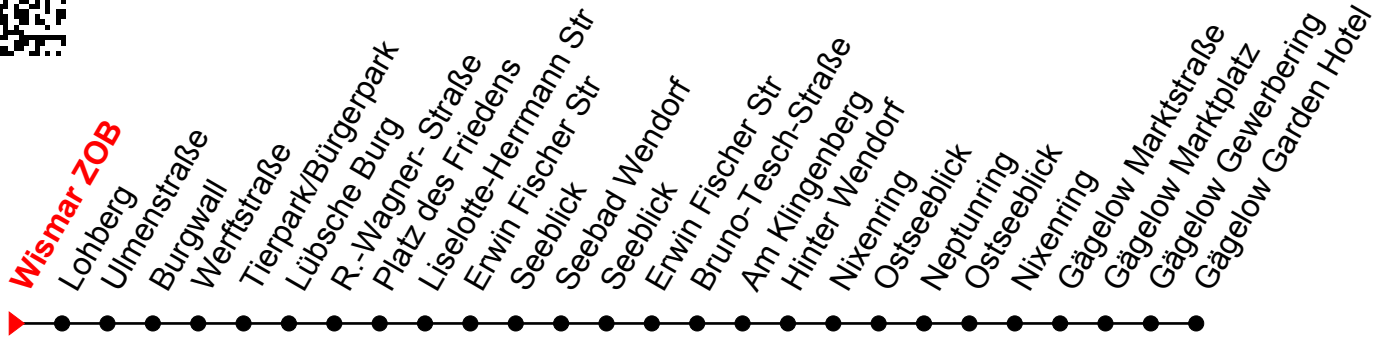 Wismar ZOB
Lohberg
Ulmenstraße
Burgwall
Werftstraße
Tierpark/Bürgerpark
Lübsche Burg
R.-Wagner- Straße
Platz des Friedens
Liselotte-Herrmann Str
Erwin Fischer Str
Seeblick
Seebad Wendorf
Seeblick
Erwin Fischer Str
Bruno-Tesch-Straße
Am Klingenberg
Hinter Wendorf
Nixenring
Ostseeblick
Neptunring
Ostseeblick
Nixenring
Gägelow Marktstraße
Gägelow Marktplatz
Gägelow Gewerbering
Gägelow Garden Hotel